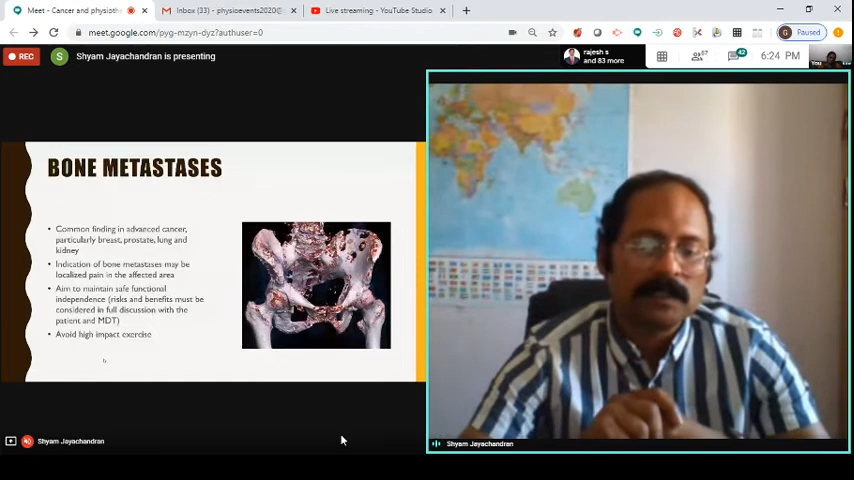 Meet - Cancer and physioth
Inbox (33) - physioevents2020@
Live streaming - YouTube Studio
meet.google.com/pyg-mzyn-dyz?authuser=0
Paused
REC
S
Shyam Jayachandran is presenting
rajesh s
and 83 more
87
42
6:24 PM
You
BONE METASTASES
• Common finding in advanced cancer,
particularly breast, prostate, lung and
kidney
• Indication of bone metastases may be
localized pain in the affected area
• Aim to maintain safe functional
independence (risks and benefits must be
considered in full discussion with the
patient and MDT)
• Avoid high impact exercise
Shyam Jayachandran
Shyam Jayachandran